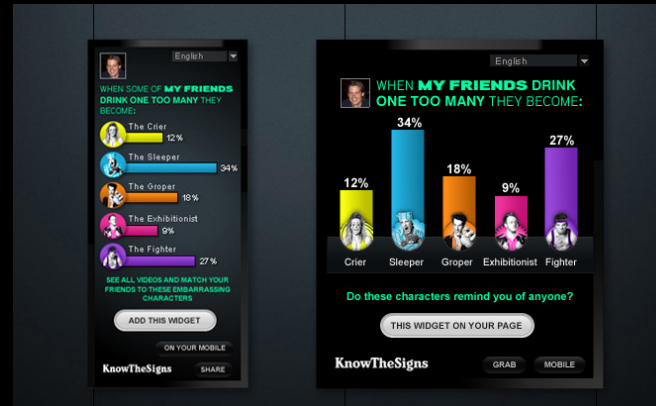 English
WHEN SOME OF MY FRIENDS
DRINK ONE TOO MANY THEY
BECOME:
The Crier
12%
The Sleeper
34%
The Groper
18%
The Exhibitionist
9%
The Fighter
27%
SEE ALL VIDEOS AND MATCH YOUR
FRIENDS TO THESE EMBARRASSING
CHARACTERS
ADD THIS WIDGET
ON YOUR MOBILE
KnowTheSigns
SHARE
English
WHEN MY FRIENDS DRINK
ONE TOO MANY THEY BECOME:
12%
34%
18%
9%
27%
Crier
Sleeper
Groper
Exhibitionist
Fighter
Do these characters remind you of anyone?
THIS WIDGET ON YOUR PAGE
KnowTheSigns
GRAB
MOBILE